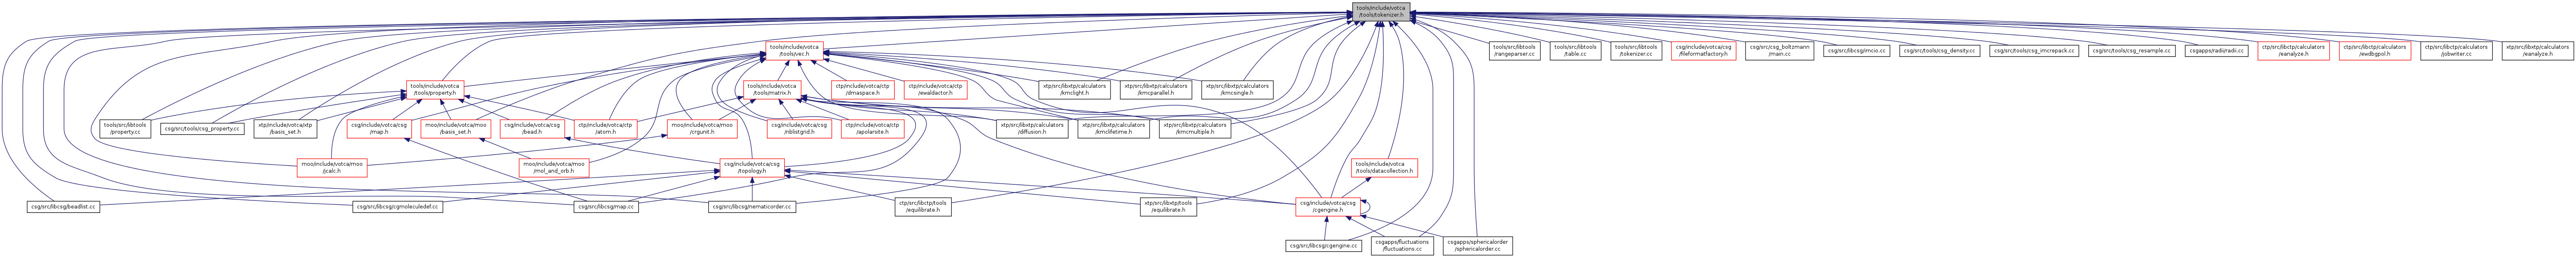 tools/include/votca
/tools/tokenizer.h
tools/include/votca
/tools/vec.h
tools/src/libtools
/rangeparser.cc
tools/src/libtools
/table.cc
tools/src/libtools
/tokenizer.cc
csg/include/votca/csg
/fileformatfactory.h
csg/src/csg_boltzmann
/main.cc
csg/src/libcsg/imcio.cc
csg/src/tools/csg_density.cc
csg/src/tools/csg_imcrepack.cc
csg/src/tools/csg_resample.cc
csgapps/radii/radii.cc
ctp/src/libctp/calculators
/eanalyze.h
ctp/src/libctp/calculators
/ewdbgpol.h
ctp/src/libctp/calculators
/jobwriter.cc
xtp/src/libxtp/calculators
/eanalyze.h
tools/include/votca
/tools/property.h
tools/include/votca
/tools/matrix.h
ctp/include/votca/ctp
/dmaspace.h
ctp/include/votca/ctp
/ewaldactor.h
xtp/src/libxtp/calculators
/kmclight.h
xtp/src/libxtp/calculators
/kmcparallel.h
xtp/src/libxtp/calculators
/kmcsingle.h
tools/src/libtools
/property.cc
csg/src/tools/csg_property.cc
xtp/include/votca/xtp
/basis_set.h
csg/include/votca/csg
/map.h
moo/include/votca/moo
/basis_set.h
csg/include/votca/csg
/bead.h
ctp/include/votca/ctp
/atom.h
moo/include/votca/moo
/crgunit.h
csg/include/votca/csg
/nblistgrid.h
ctp/include/votca/ctp
/apolarsite.h
xtp/src/libxtp/calculators
/diffusion.h
xtp/src/libxtp/calculators
/kmclifetime.h
xtp/src/libxtp/calculators
/kmcmultiple.h
moo/include/votca/moo
/jcalc.h
moo/include/votca/moo
/mol_and_orb.h
csg/include/votca/csg
/topology.h
tools/include/votca
/tools/datacollection.h
csg/src/libcsg/beadlist.cc
csg/src/libcsg/cgmoleculedef.cc
csg/src/libcsg/map.cc
csg/src/libcsg/nematicorder.cc
ctp/src/libctp/tools
/equilibrate.h
xtp/src/libxtp/tools
/equilibrate.h
csg/include/votca/csg
/cgengine.h
csg/src/libcsg/cgengine.cc
csgapps/fluctuations
/fluctuations.cc
csgapps/sphericalorder
/sphericalorder.cc